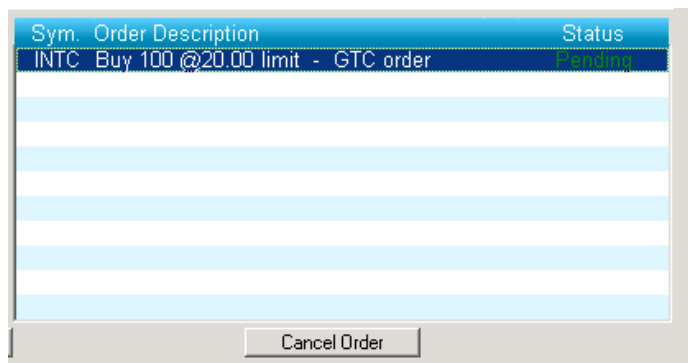 Sym. Order Description Status
INTC Buy 100 @20.00 limit - GTC order Pending
Cancel Order